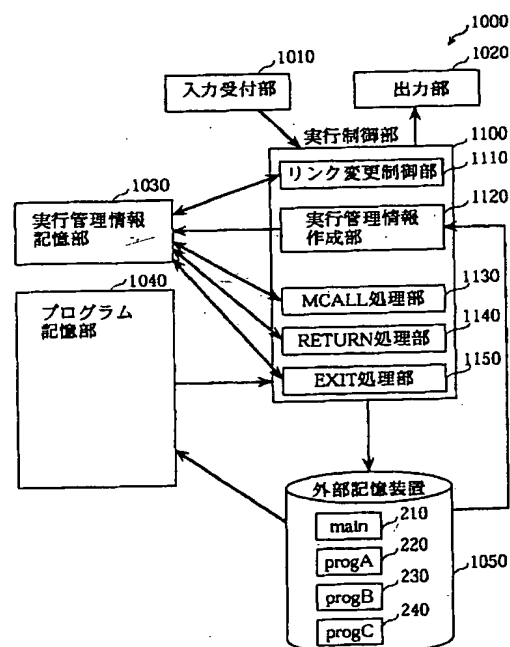 1000
1010
1020
入力受付部
出力部
実行制御部
1100
1110
リンク変更制御部
1030
1120
実行管理情報
記憶部
実行管理情報
作成部
1040
1130
プログラム
記憶部
MCALL処理部
1140
RETURN処理部
1150
EXIT処理部
外部記憶装置
210
main
220
progA
230
1050
progB
240
progC